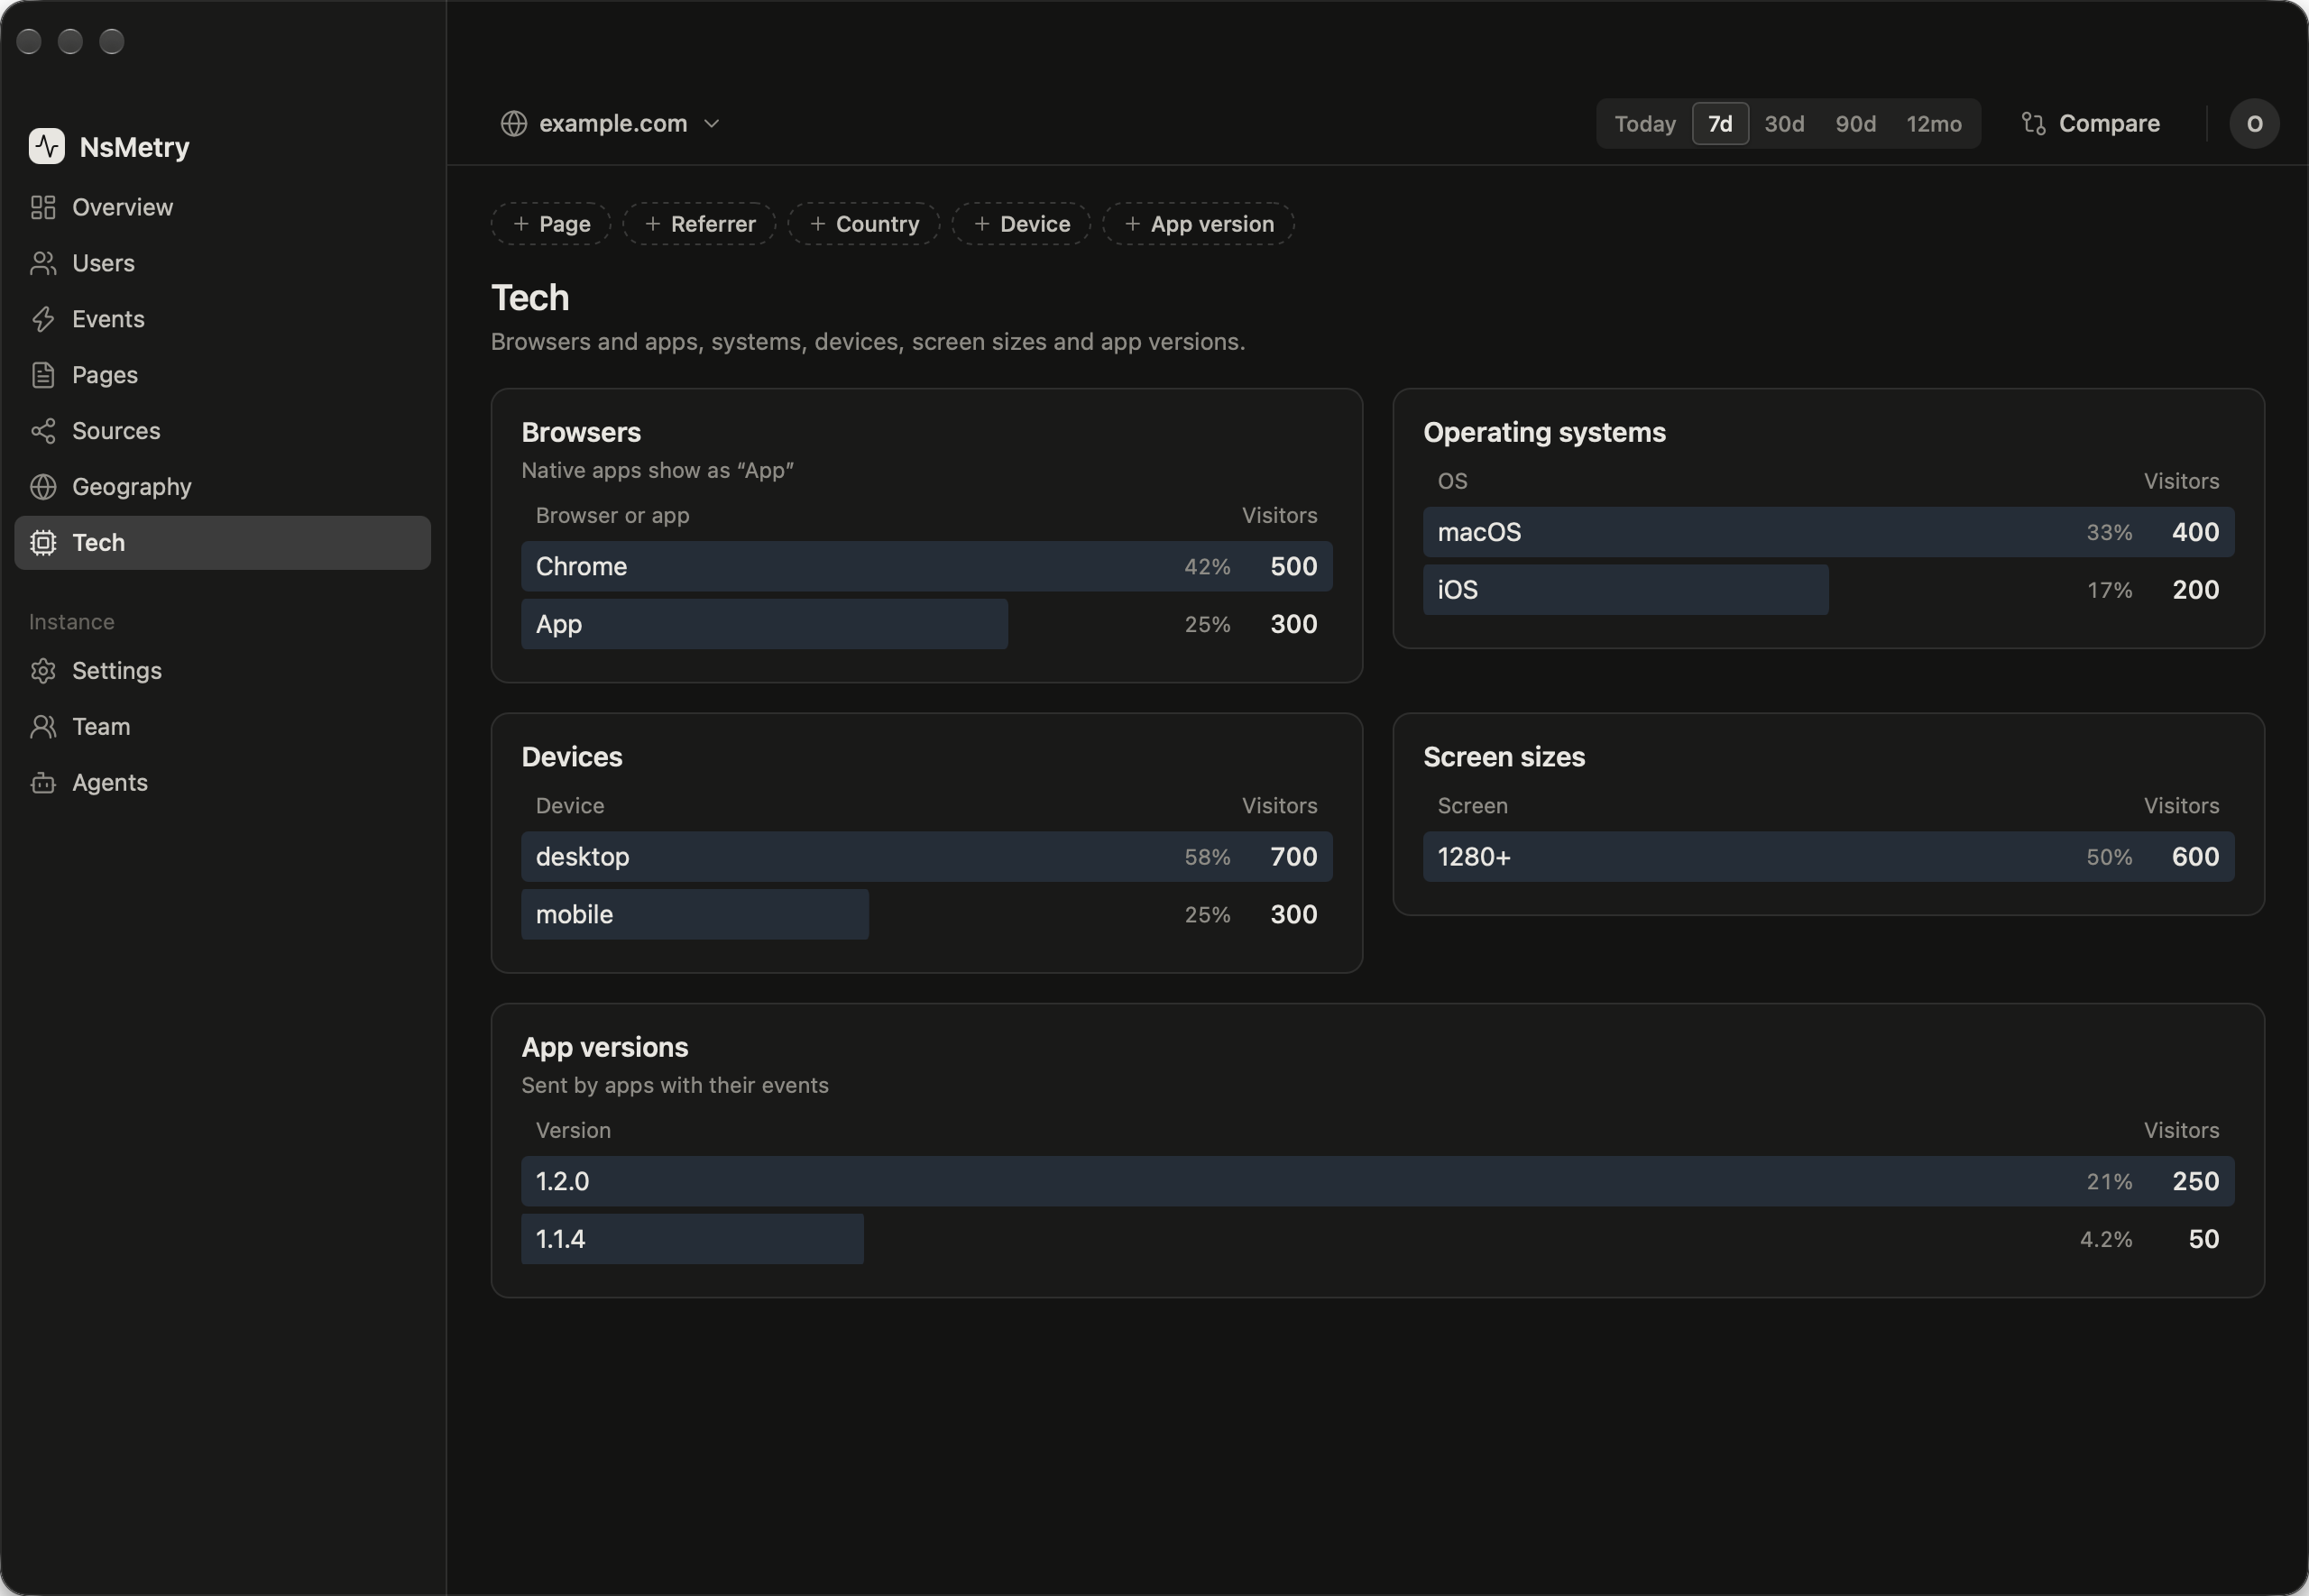 NsMetry
Overview
Users
Events
Pages
Sources
Geography
Tech
Instance
Settings
Team
Agents
example.com
Today 7d 30d 90d 12mo
Compare
O
+ Page + Referrer + Country + Device + App version
Tech
Browsers and apps, systems, devices, screen sizes and app versions.
Browsers
Native apps show as “App”
Browser or app Visitors
Chrome 42% 500
App 25% 300
Operating systems
OS Visitors
macOS 33% 400
iOS 17% 200
Devices
Device Visitors
desktop 58% 700
mobile 25% 300
Screen sizes
Screen Visitors
1280+ 50% 600
App versions
Sent by apps with their events
Version Visitors
1.2.0 21% 250
1.1.4 4.2% 50